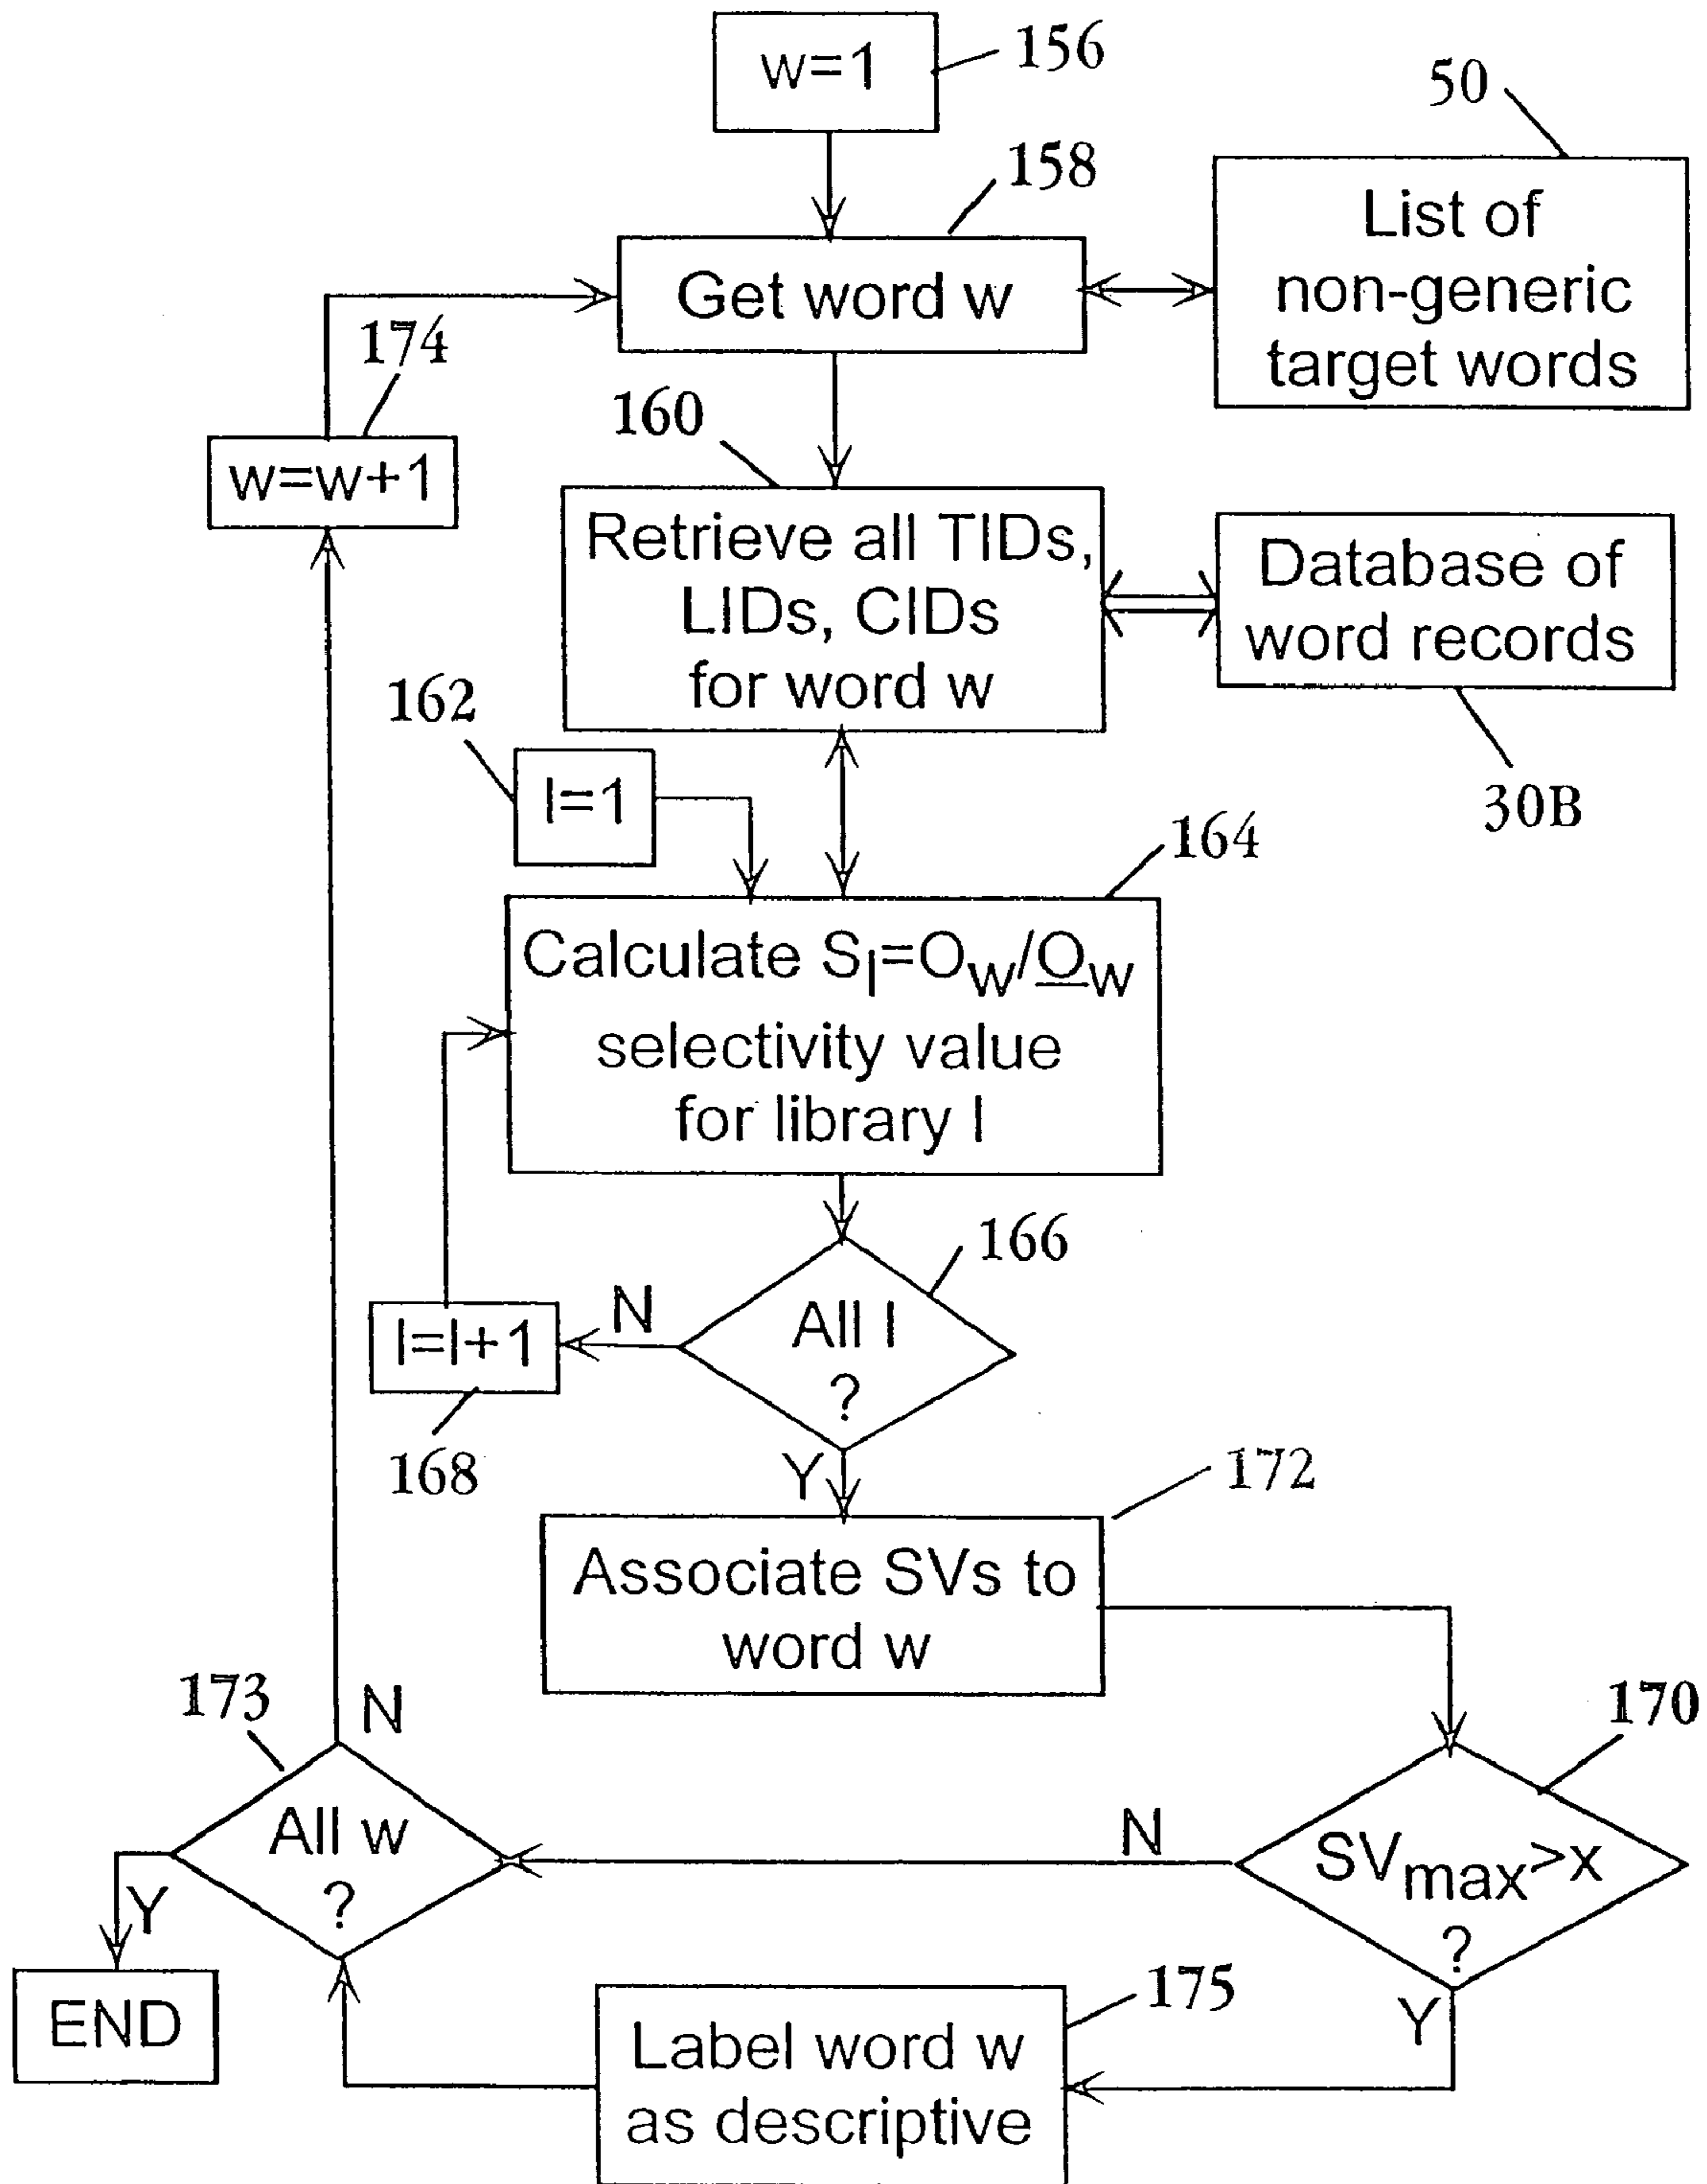 w=1
156
50
158
List of
non-generic
target words
Get word w
174
160
w=w+1
Retrieve all TIDs,
LIDs, CIDs
for word w
Database of
word records
162
l=1
30B
164
Calculate Sl=Ow/O̲w
selectivity value
for library l
166
All l
?
N
l=l+1
168
Y
172
Associate SVs to
word w
173
N
170
All w
?
N
SVmax>x
?
Y
Y
END
175
Label word w
as descriptive